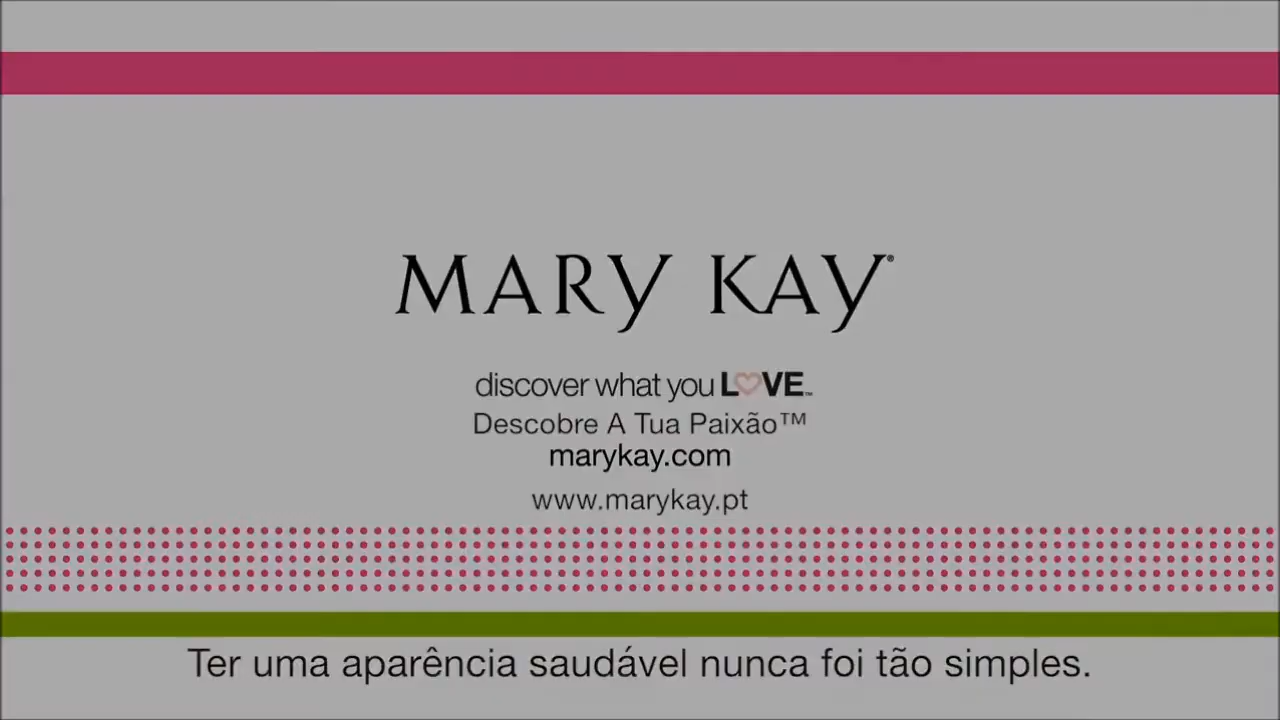 MARY KAY®
discover what you LOVE™
Descobre A Tua Paixão™
marykay.com
www.marykay.pt
Ter uma aparência saudável nunca foi tão simples.